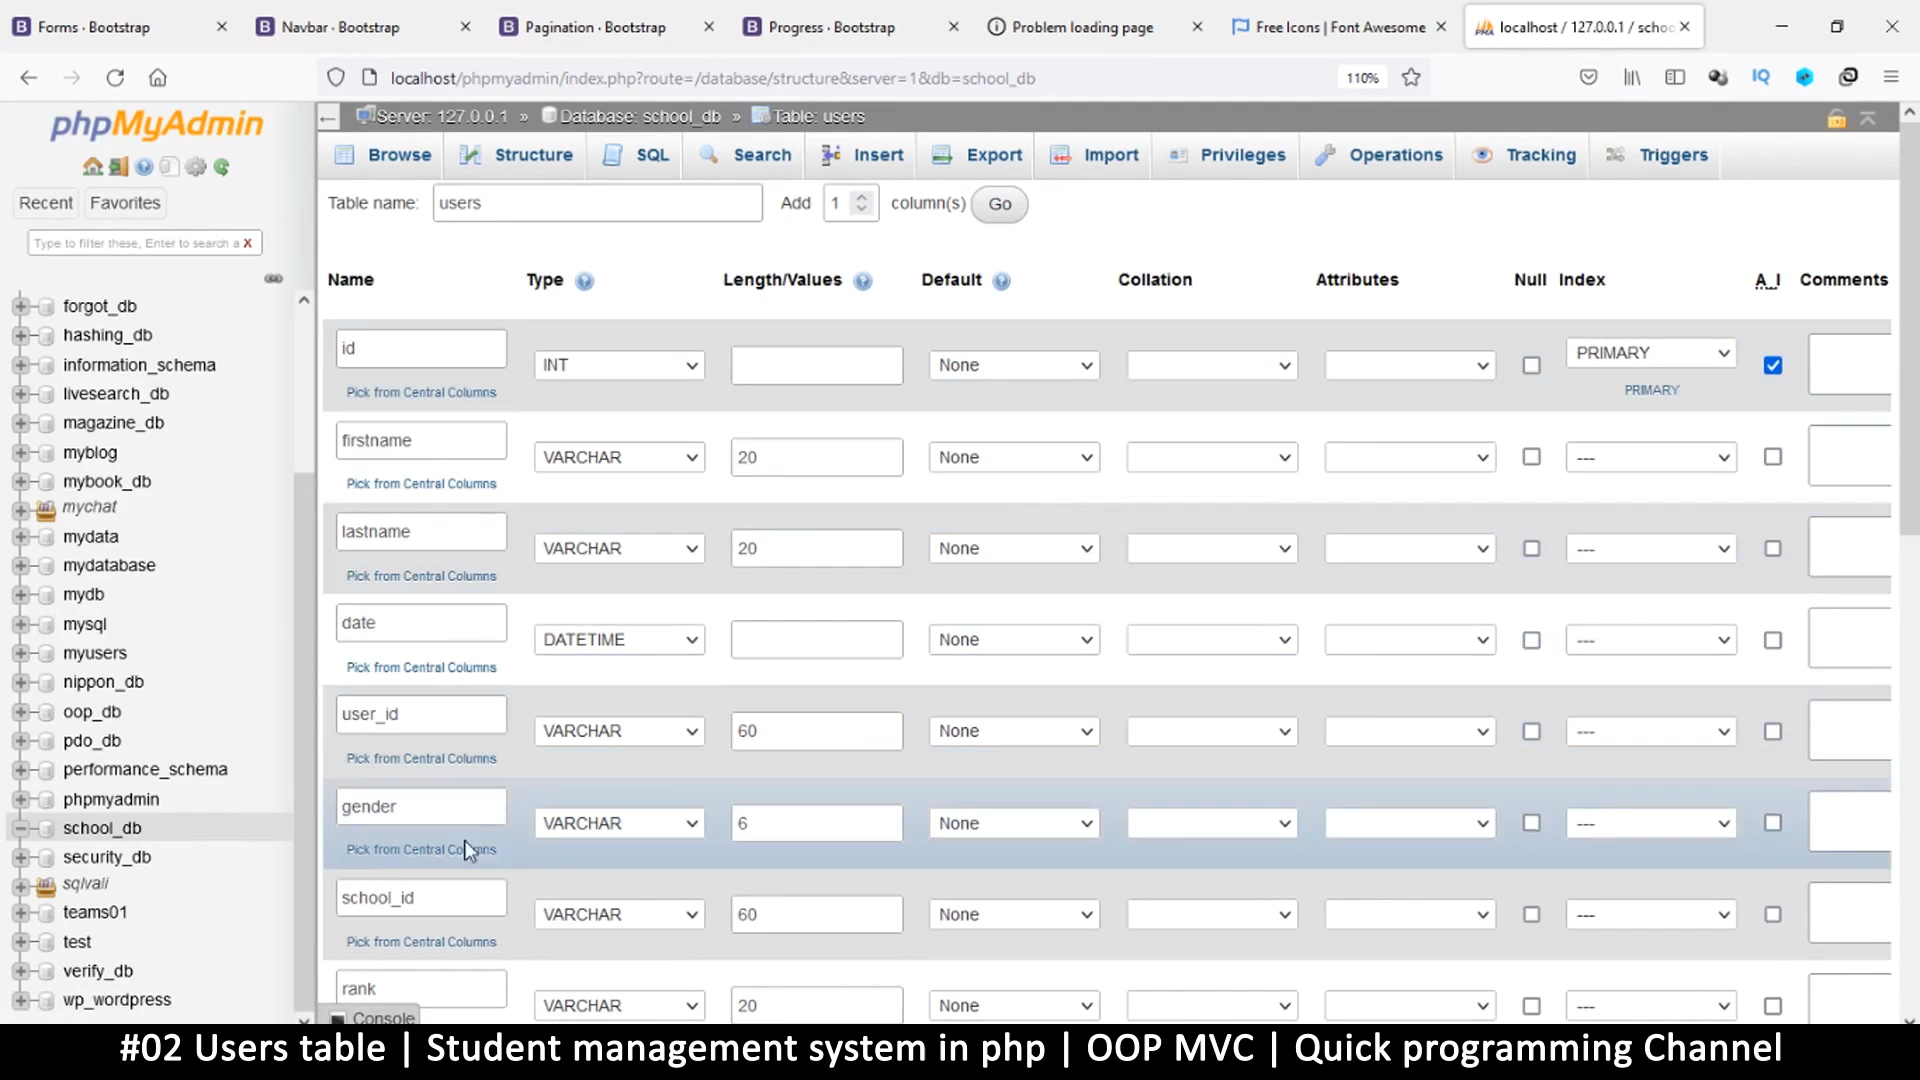 Forms · Bootstrap
Navbar · Bootstrap
Pagination · Bootstrap
Progress · Bootstrap
Problem loading page
Free Icons | Font Awesome
localhost / 127.0.0.1 / schoo
localhost/phpmyadmin/index.php?route=/database/structure&server=1&db=school_db
110%
IQ
phpMyAdmin
Server: 127.0.0.1 » Database: school_db » Table: users
Browse Structure SQL Search Insert Export Import Privileges Operations Tracking Triggers
Recent Favorites
Type to filter these, Enter to search a X
forgot_db
hashing_db
information_schema
livesearch_db
magazine_db
myblog
mybook_db
mychat
mydata
mydatabase
mydb
mysql
myusers
nippon_db
oop_db
pdo_db
performance_schema
phpmyadmin
school_db
security_db
sqlvali
teams01
test
verify_db
wp_wordpress
Table name: users Add 1 column(s) Go
Name Type Length/Values Default Collation Attributes Null Index A_I Comments
id INT None PRIMARY
Pick from Central Columns PRIMARY
firstname VARCHAR 20 None ---
Pick from Central Columns
lastname VARCHAR 20 None ---
Pick from Central Columns
date DATETIME None ---
Pick from Central Columns
user_id VARCHAR 60 None ---
Pick from Central Columns
gender VARCHAR 6 None ---
Pick from Central Columns
school_id VARCHAR 60 None ---
Pick from Central Columns
rank VARCHAR 20 None ---
Console
#02 Users table | Student management system in php | OOP MVC | Quick programming Channel